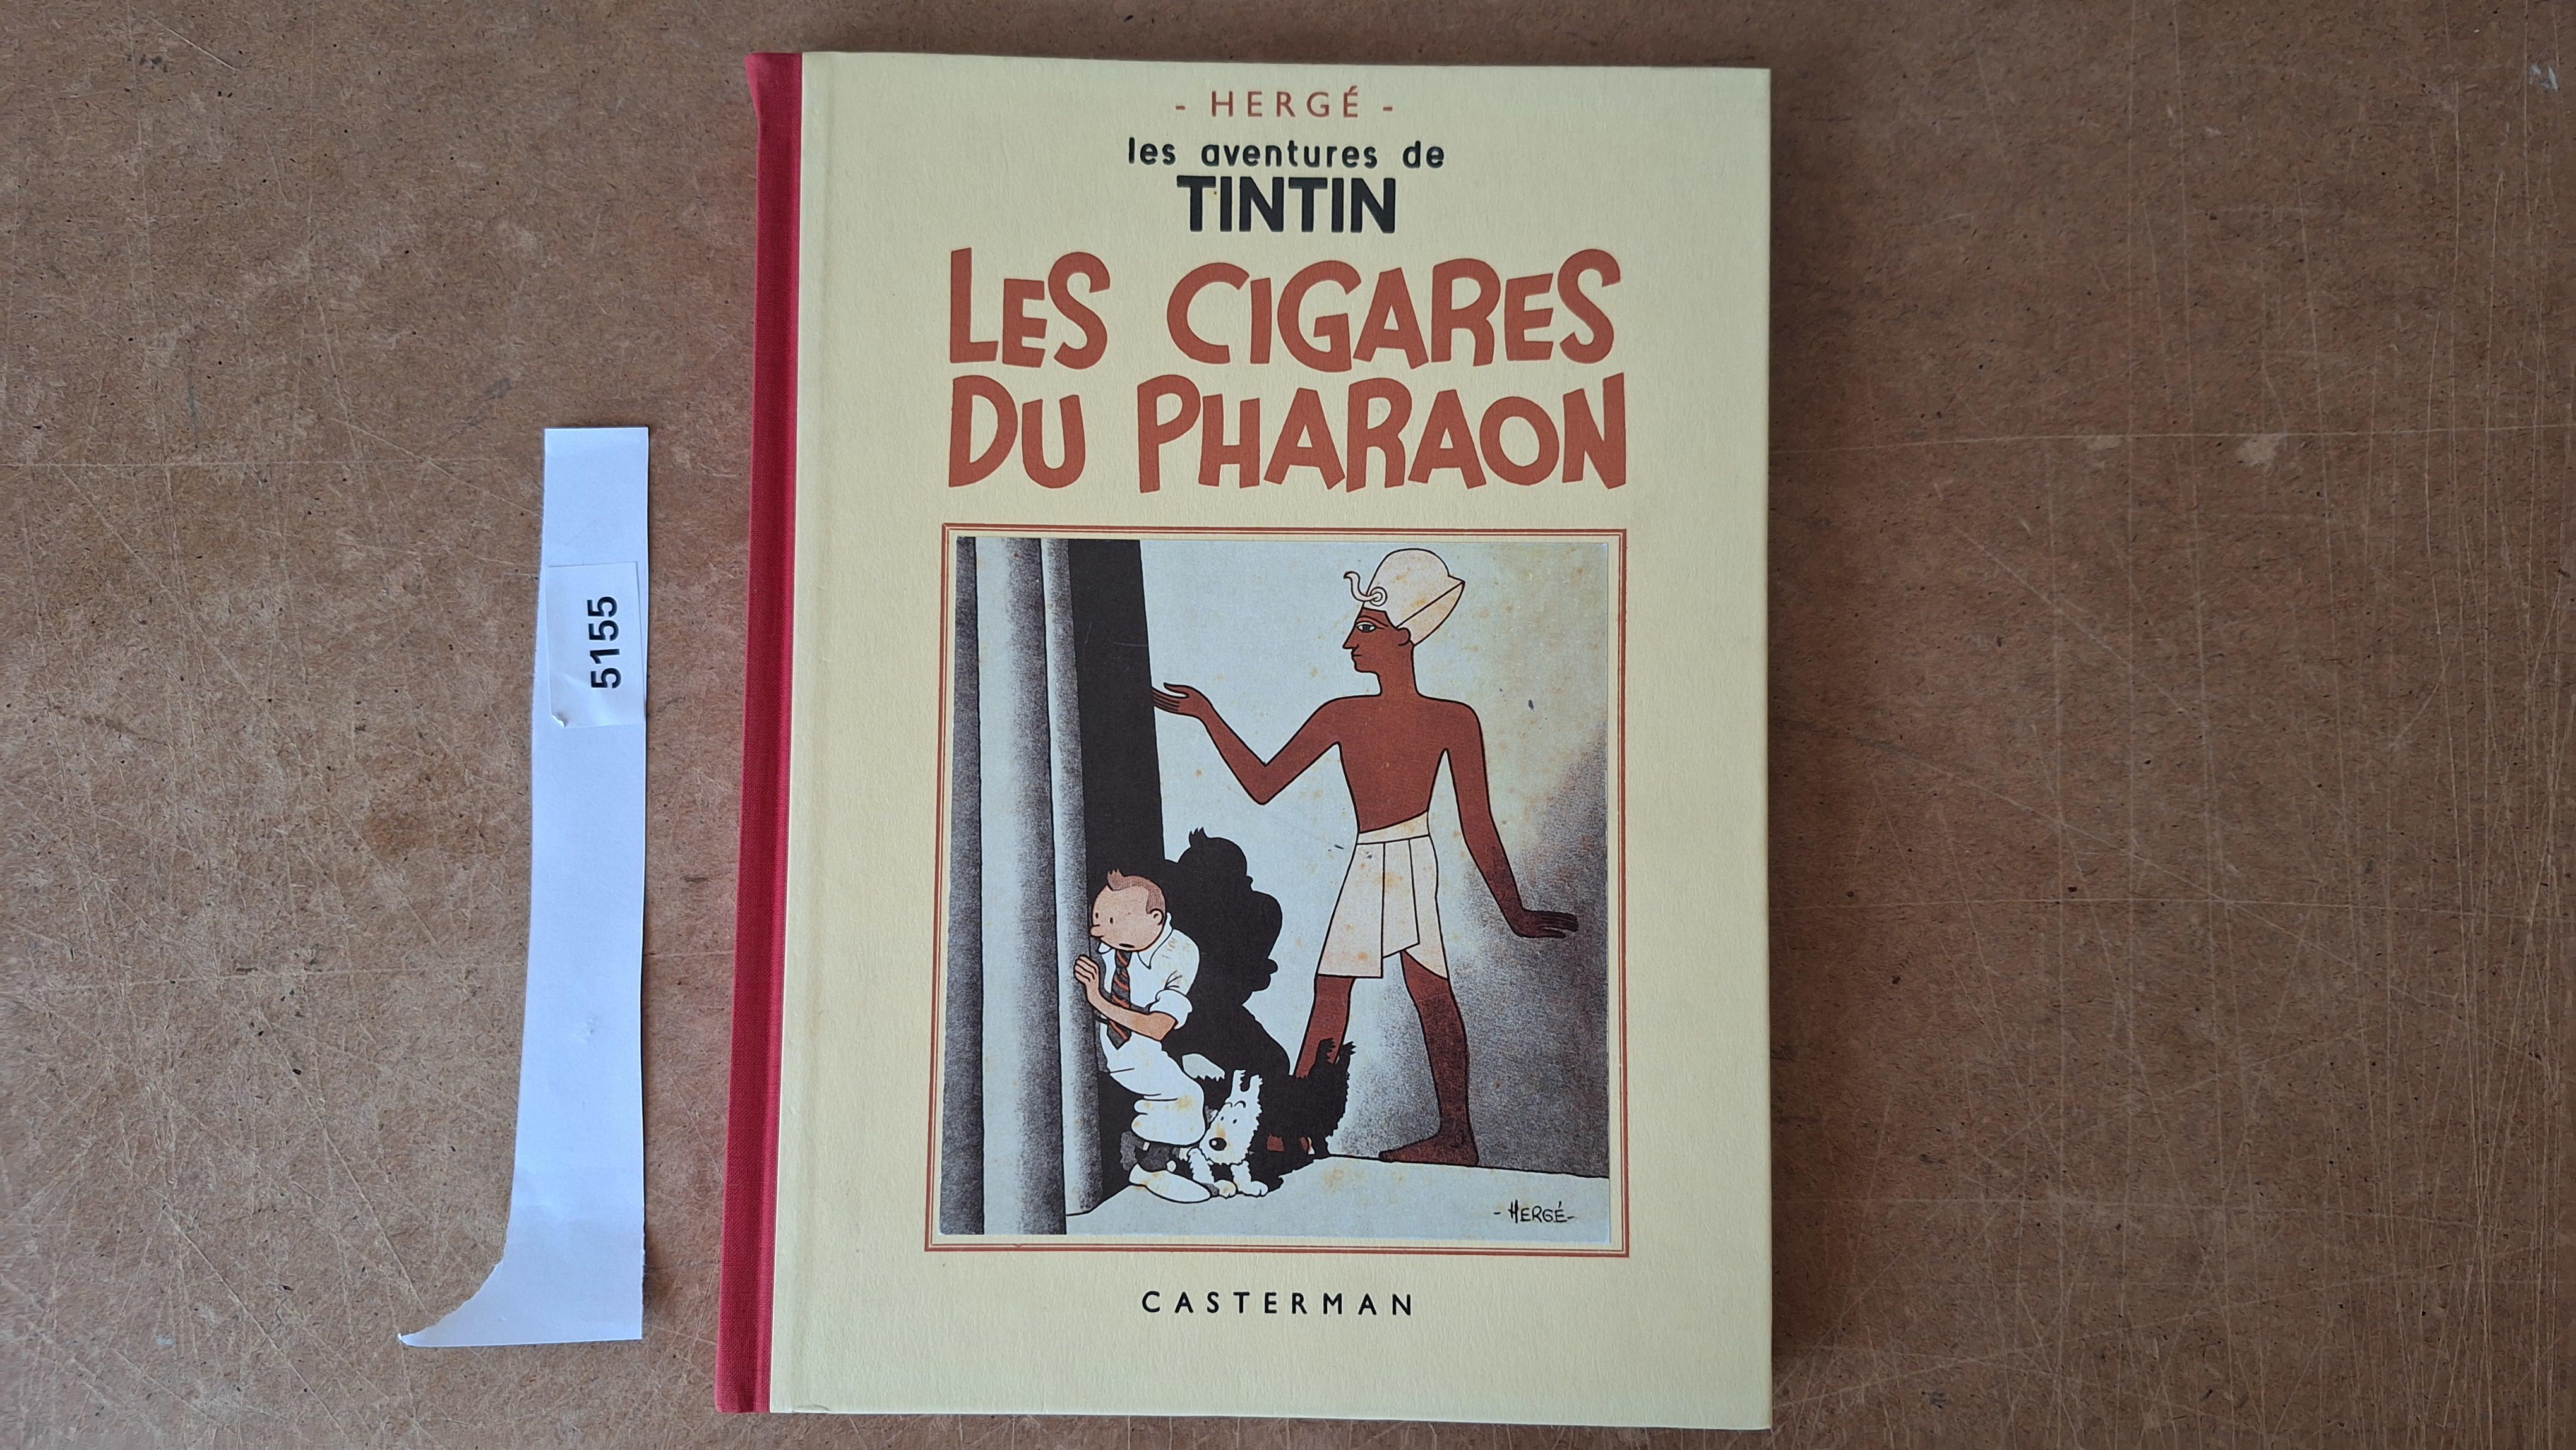 - HERGÉ -
les aventures de
TINTIN
LES CIGARES
DU PHARAON
5155
- HERGÉ -
CASTERMAN